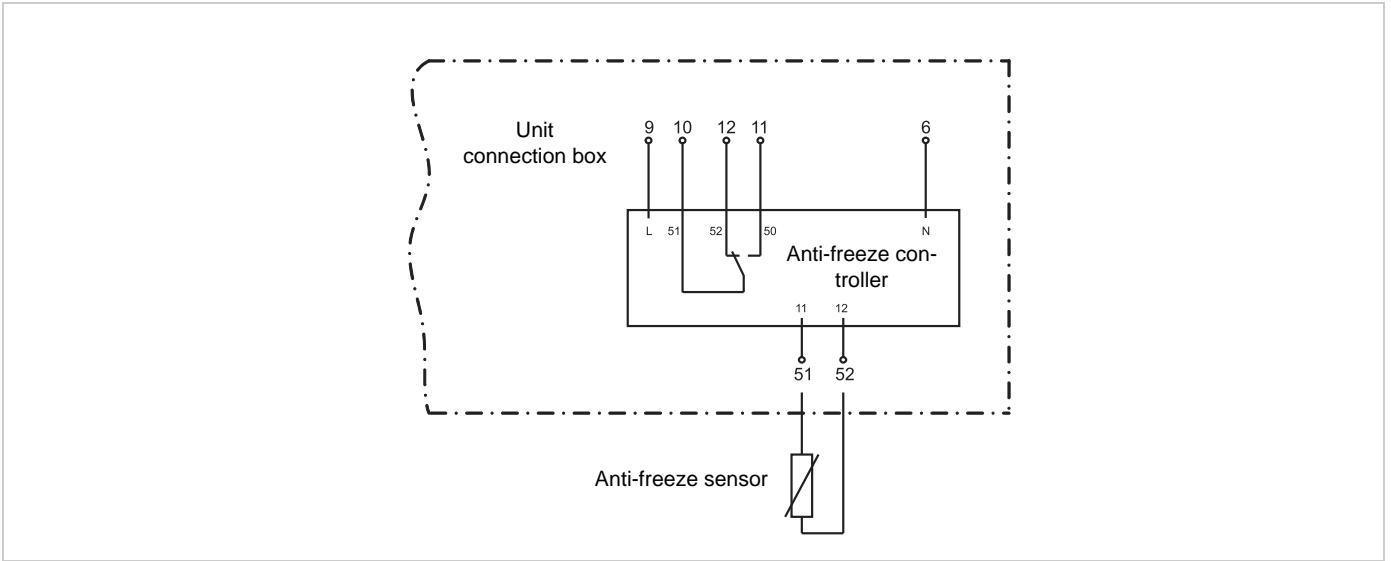 Unit
connection box
9 10 12 11 6
L 51 52 50 N
Anti-freeze con-
troller
11 12
51 52
Anti-freeze sensor